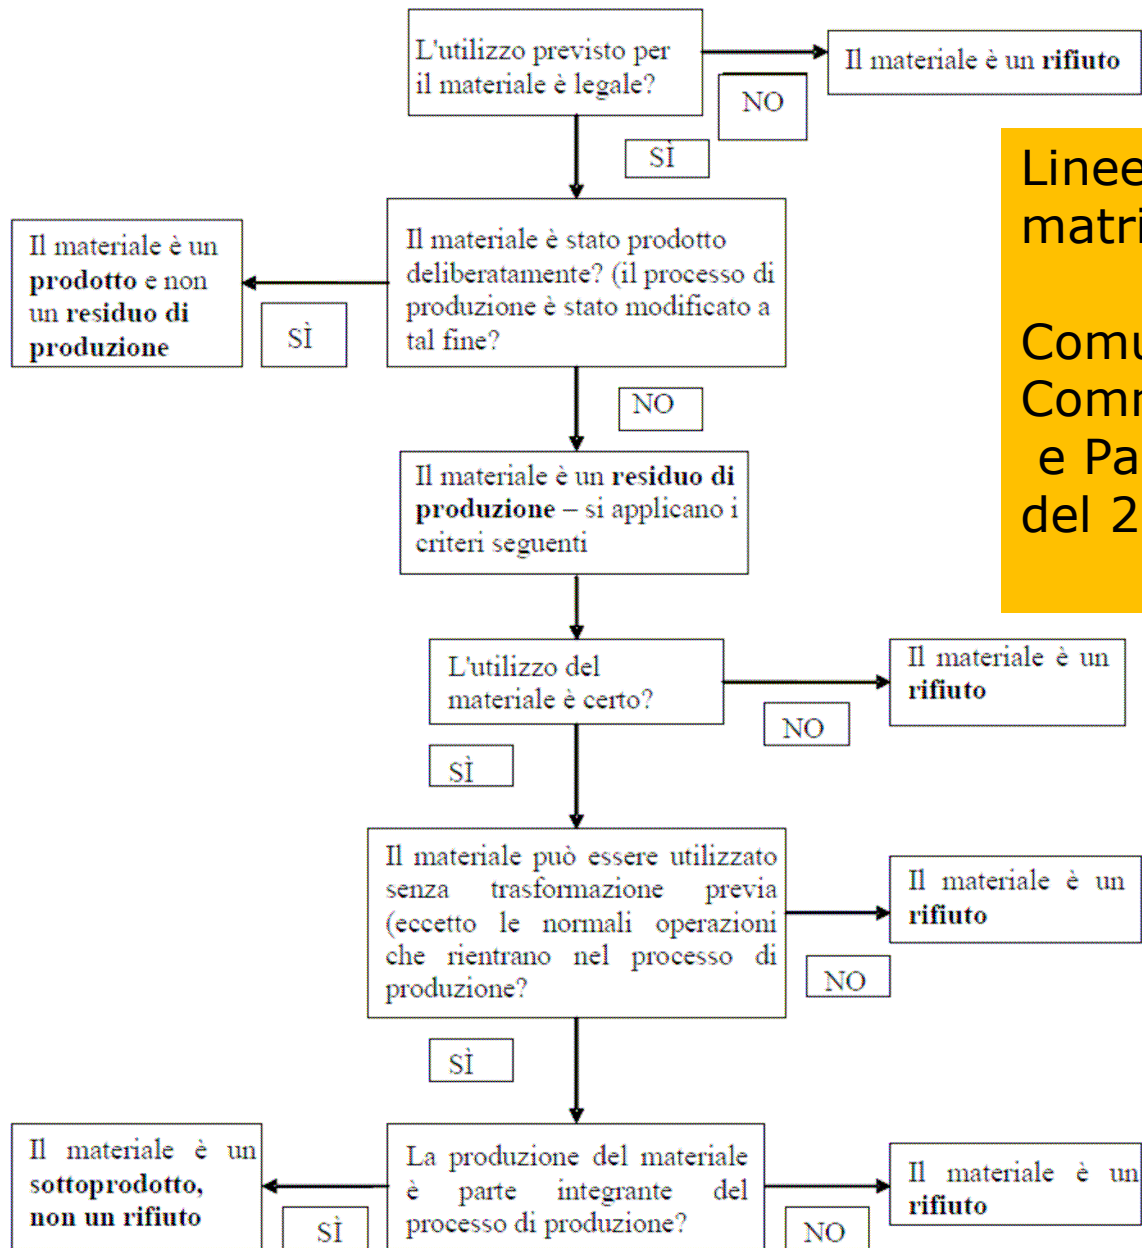 L'utilizzo previsto per
il materiale è legale?
Il materiale è un rifiuto
NO
SÌ
Linee
matri
Comu
Comm
e Pa
del 2
Il materiale è un
prodotto e non
un residuo di
produzione
SÌ
Il materiale è stato prodotto
deliberatamente? (il processo di
produzione è stato modificato a
tal fine?
NO
Il materiale è un residuo di
produzione – si applicano i
criteri seguenti
L'utilizzo del
materiale è certo?
Il materiale è un
rifiuto
NO
SÌ
Il materiale può essere utilizzato
senza trasformazione previa
(eccetto le normali operazioni
che rientrano nel processo di
produzione?
Il materiale è un
rifiuto
NO
SÌ
Il materiale è un
sottoprodotto,
non un rifiuto
SÌ
La produzione del materiale
è parte integrante del
processo di produzione?
NO
Il materiale è un
rifiuto